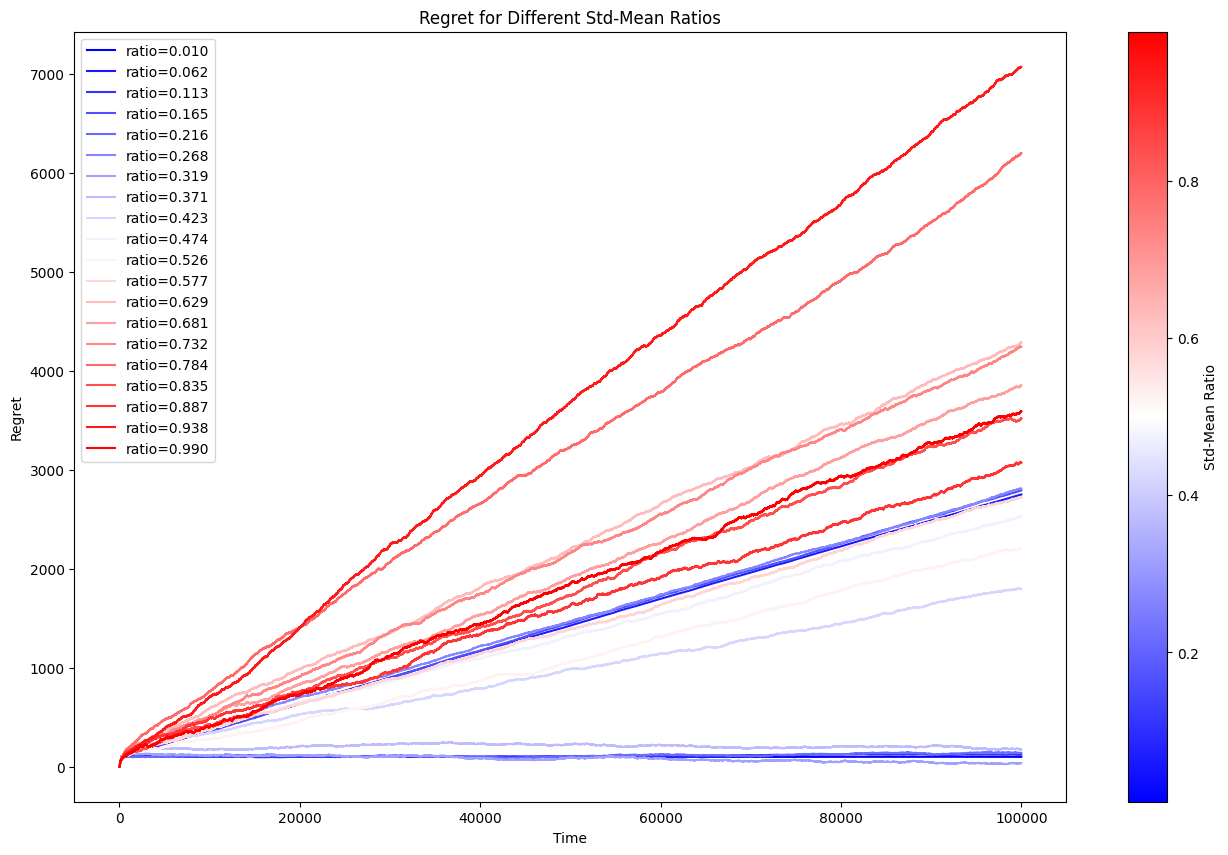 Regret for Different Std-Mean Ratios
ratio=0.010
ratio=0.062
ratio=0.113
ratio=0.165
ratio=0.216
ratio=0.268
ratio=0.319
ratio=0.371
ratio=0.423
ratio=0.474
ratio=0.526
ratio=0.577
ratio=0.629
ratio=0.681
ratio=0.732
ratio=0.784
ratio=0.835
ratio=0.887
ratio=0.938
ratio=0.990
7000
6000
5000
4000
3000
2000
1000
0
Regret
0 20000 40000 60000 80000 100000
Time
0.8
0.6
0.4
0.2
Std-Mean Ratio